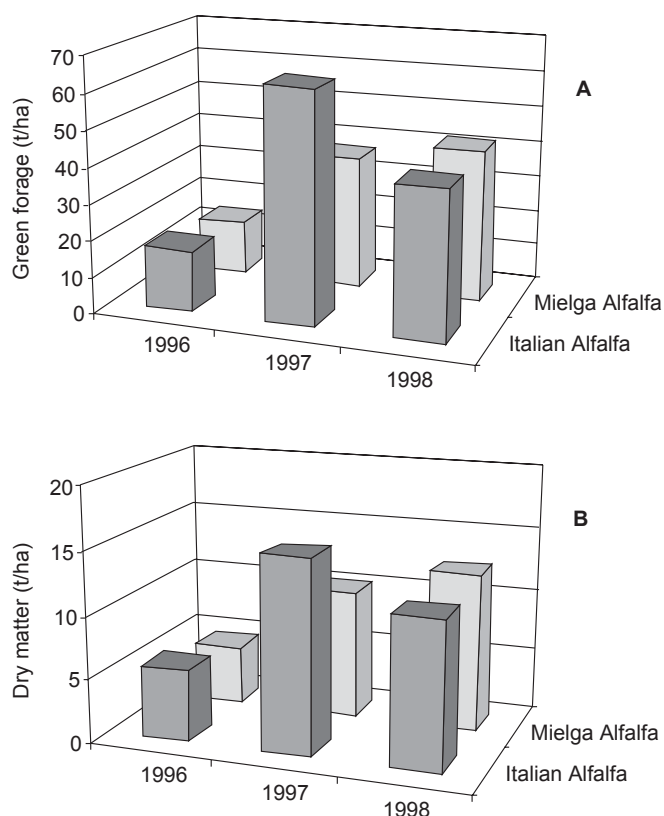 A
Green forage (t/ha)
70
60
50
40
30
20
10
0
1996
1997
1998
Mielga Alfalfa
Italian Alfalfa
B
Dry matter (t/ha)
20
15
10
5
0
1996
1997
1998
Mielga Alfalfa
Italian Alfalfa